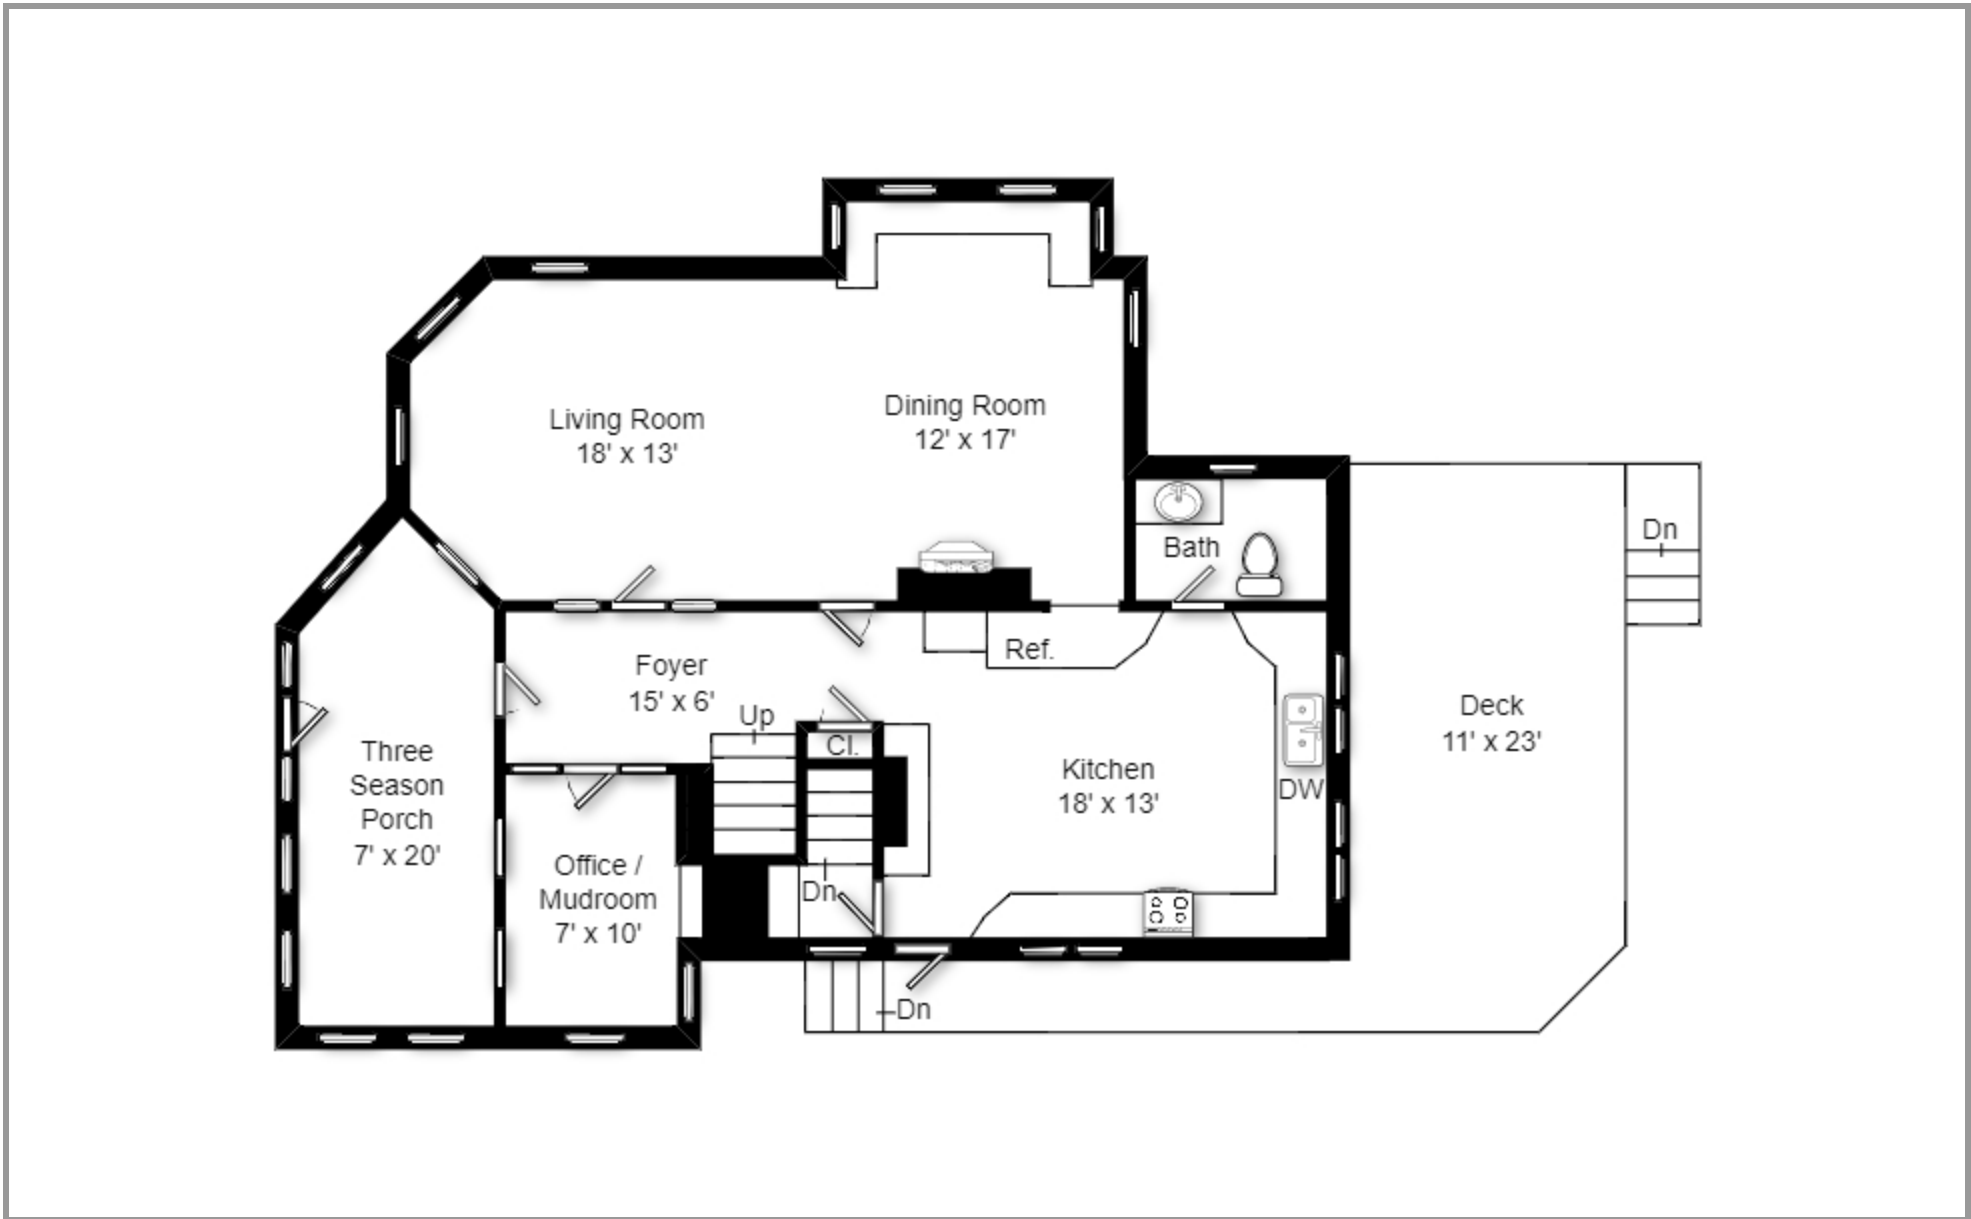 Living Room
18' x 13'
Dining Room
12' x 17'
Bath
Dn
Ref.
Foyer
15' x 6'
Up
Cl.
Deck
11' x 23'
Three
Season
Porch
7' x 20'
Kitchen
18' x 13'
DW
Office /
Mudroom
7' x 10'
Dn
Dn